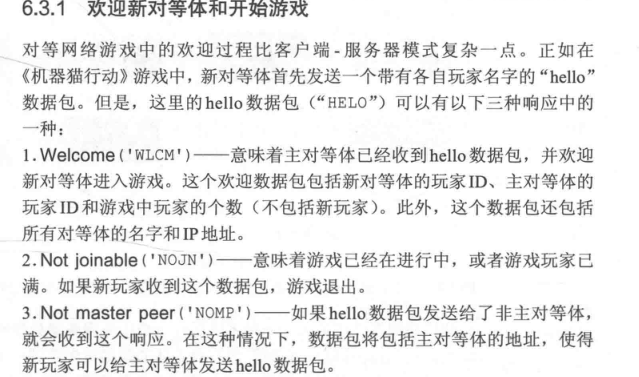 6.3.1 欢迎新对等体和开始游戏
对等网络游戏中的欢迎过程比客户端-服务器模式复杂一点。正如在
《机器猫行动》游戏中，新对等体首先发送一个带有各自玩家名字的“hello”
数据包。但是，这里的hello数据包（“HELO”）可以有以下三种响应中的
一种：
1.Welcome('WLCM')——意味着主对等体已经收到hello数据包，并欢迎
新对等体进入游戏。这个欢迎数据包包括新对等体的玩家ID、主对等体的
玩家ID和游戏中玩家的个数（不包括新玩家）。此外，这个数据包还包括
所有对等体的名字和IP地址。
2.Not joinable('NOJN')——意味着游戏已经在进行中，或者游戏玩家已
满。如果新玩家收到这个数据包，游戏退出。
3.Not master peer('NOMP')——如果hello数据包发送给了非主对等体，
就会收到这个响应。在这种情况下，数据包将包括主对等体的地址，使得
新玩家可以给主对等体发送hello数据包。